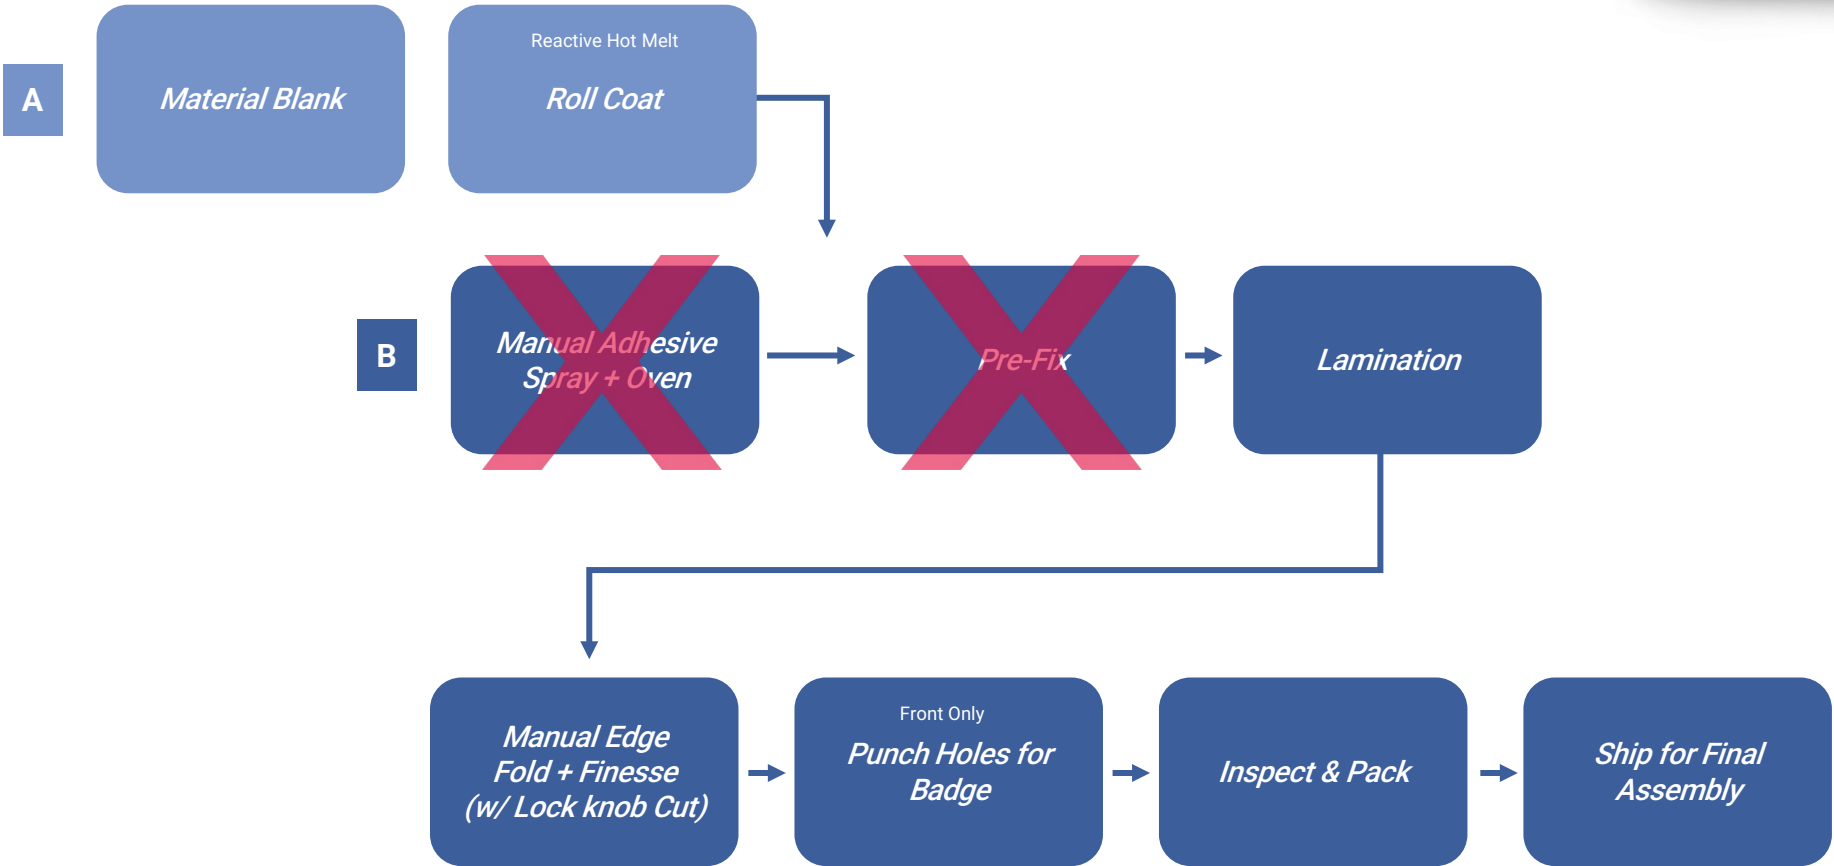 A
Material Blank
Reactive Hot Melt
Roll Coat
B
Manual Adhesive
Spray + Oven
Pre-Fix
Lamination
Manual Edge
Fold + Finesse
(w/ Lock knob Cut)
Front Only
Punch Holes for
Badge
Inspect & Pack
Ship for Final
Assembly